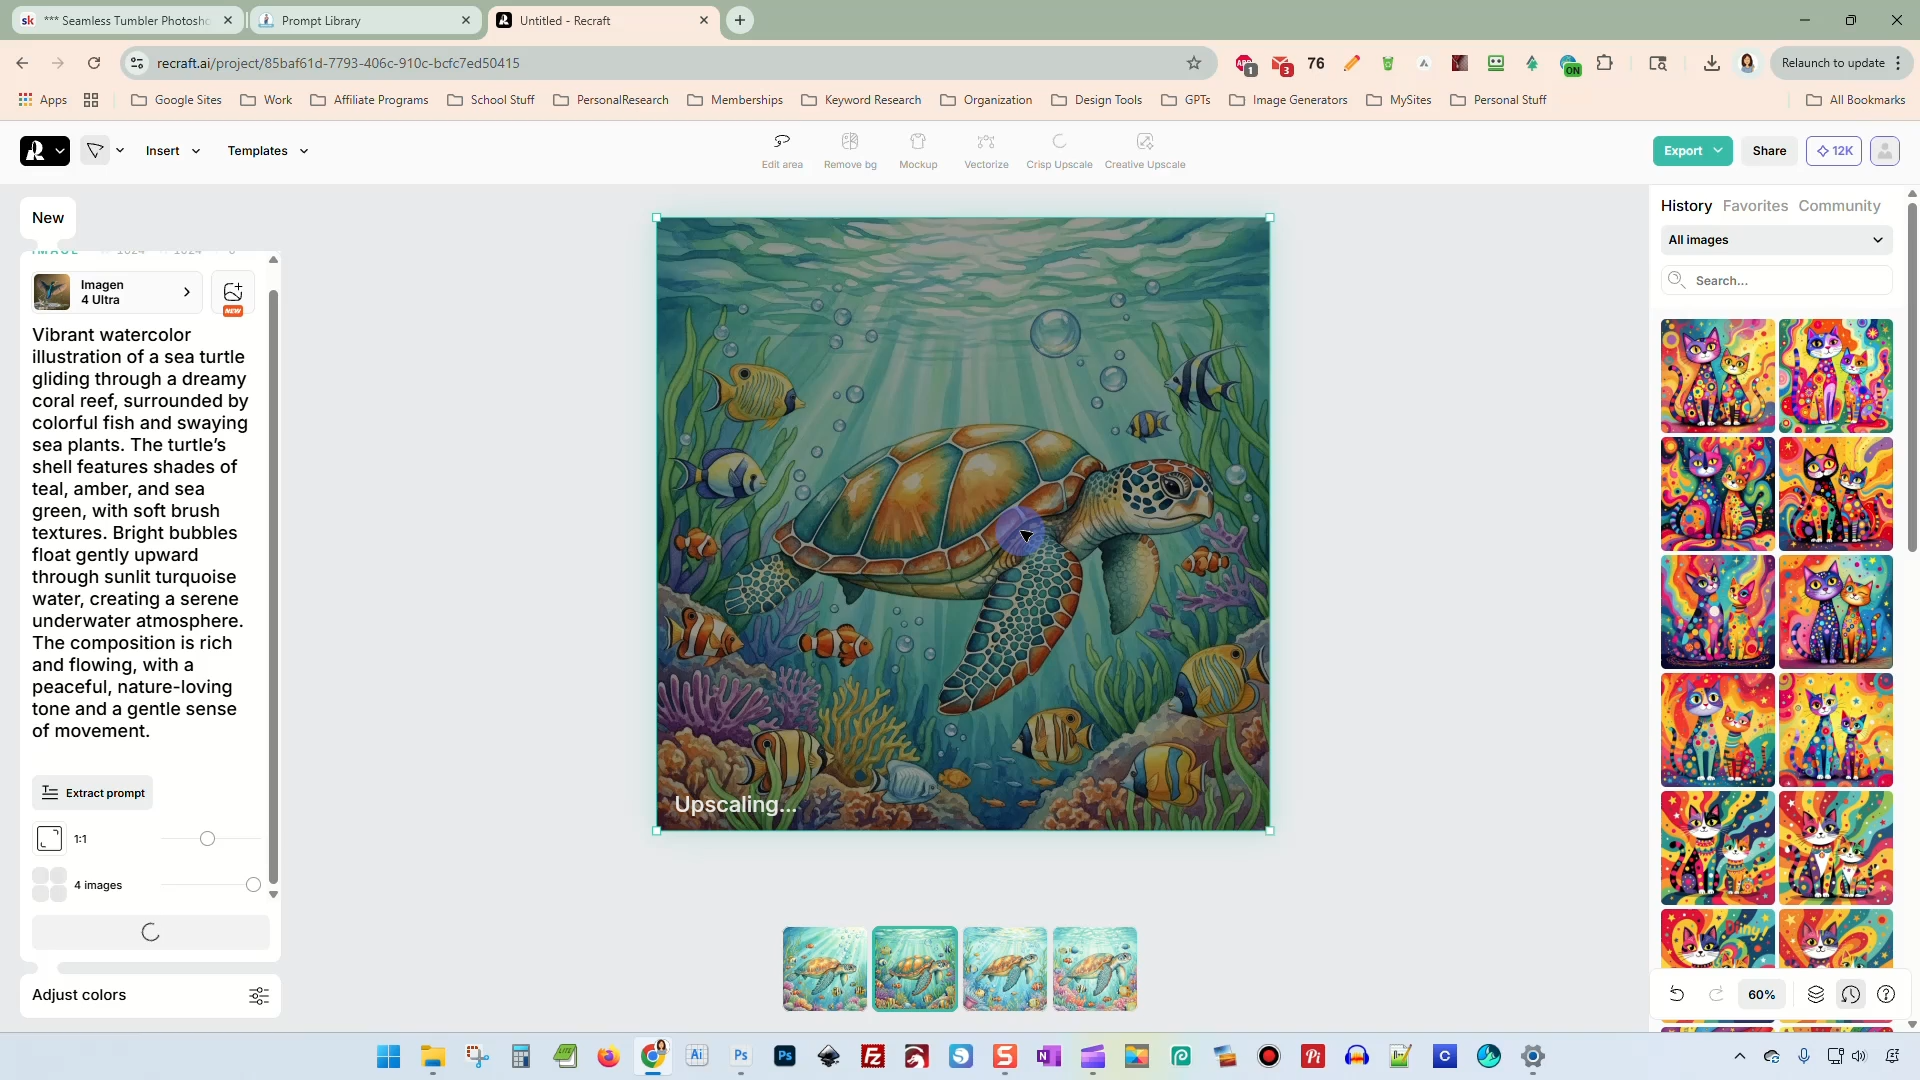 sk *** Seamless Tumbler Photosho
Prompt Library
Untitled - Recraft
recraft.ai/project/85baf61d-7793-406c-910c-bcfc7ed50415
1
3
76
ON
Relaunch to update
Apps
Google Sites
Work
Affiliate Programs
School Stuff
PersonalResearch
Memberships
Keyword Research
Organization
Design Tools
GPTs
Image Generators
MySites
Personal Stuff
All Bookmarks
Insert
Templates
Edit area
Remove bg
Mockup
Vectorize
Crisp Upscale
Creative Upscale
Export
Share
12K
New
Imagen
4 Ultra
NEW
Vibrant watercolor
illustration of a sea turtle
gliding through a dreamy
coral reef, surrounded by
colorful fish and swaying
sea plants. The turtle's
shell features shades of
teal, amber, and sea
green, with soft brush
textures. Bright bubbles
float gently upward
through sunlit turquoise
water, creating a serene
underwater atmosphere.
The composition is rich
and flowing, with a
peaceful, nature-loving
tone and a gentle sense
of movement.
Extract prompt
1:1
4 images
Adjust colors
Upscaling...
History Favorites Community
All images
Search...
60%